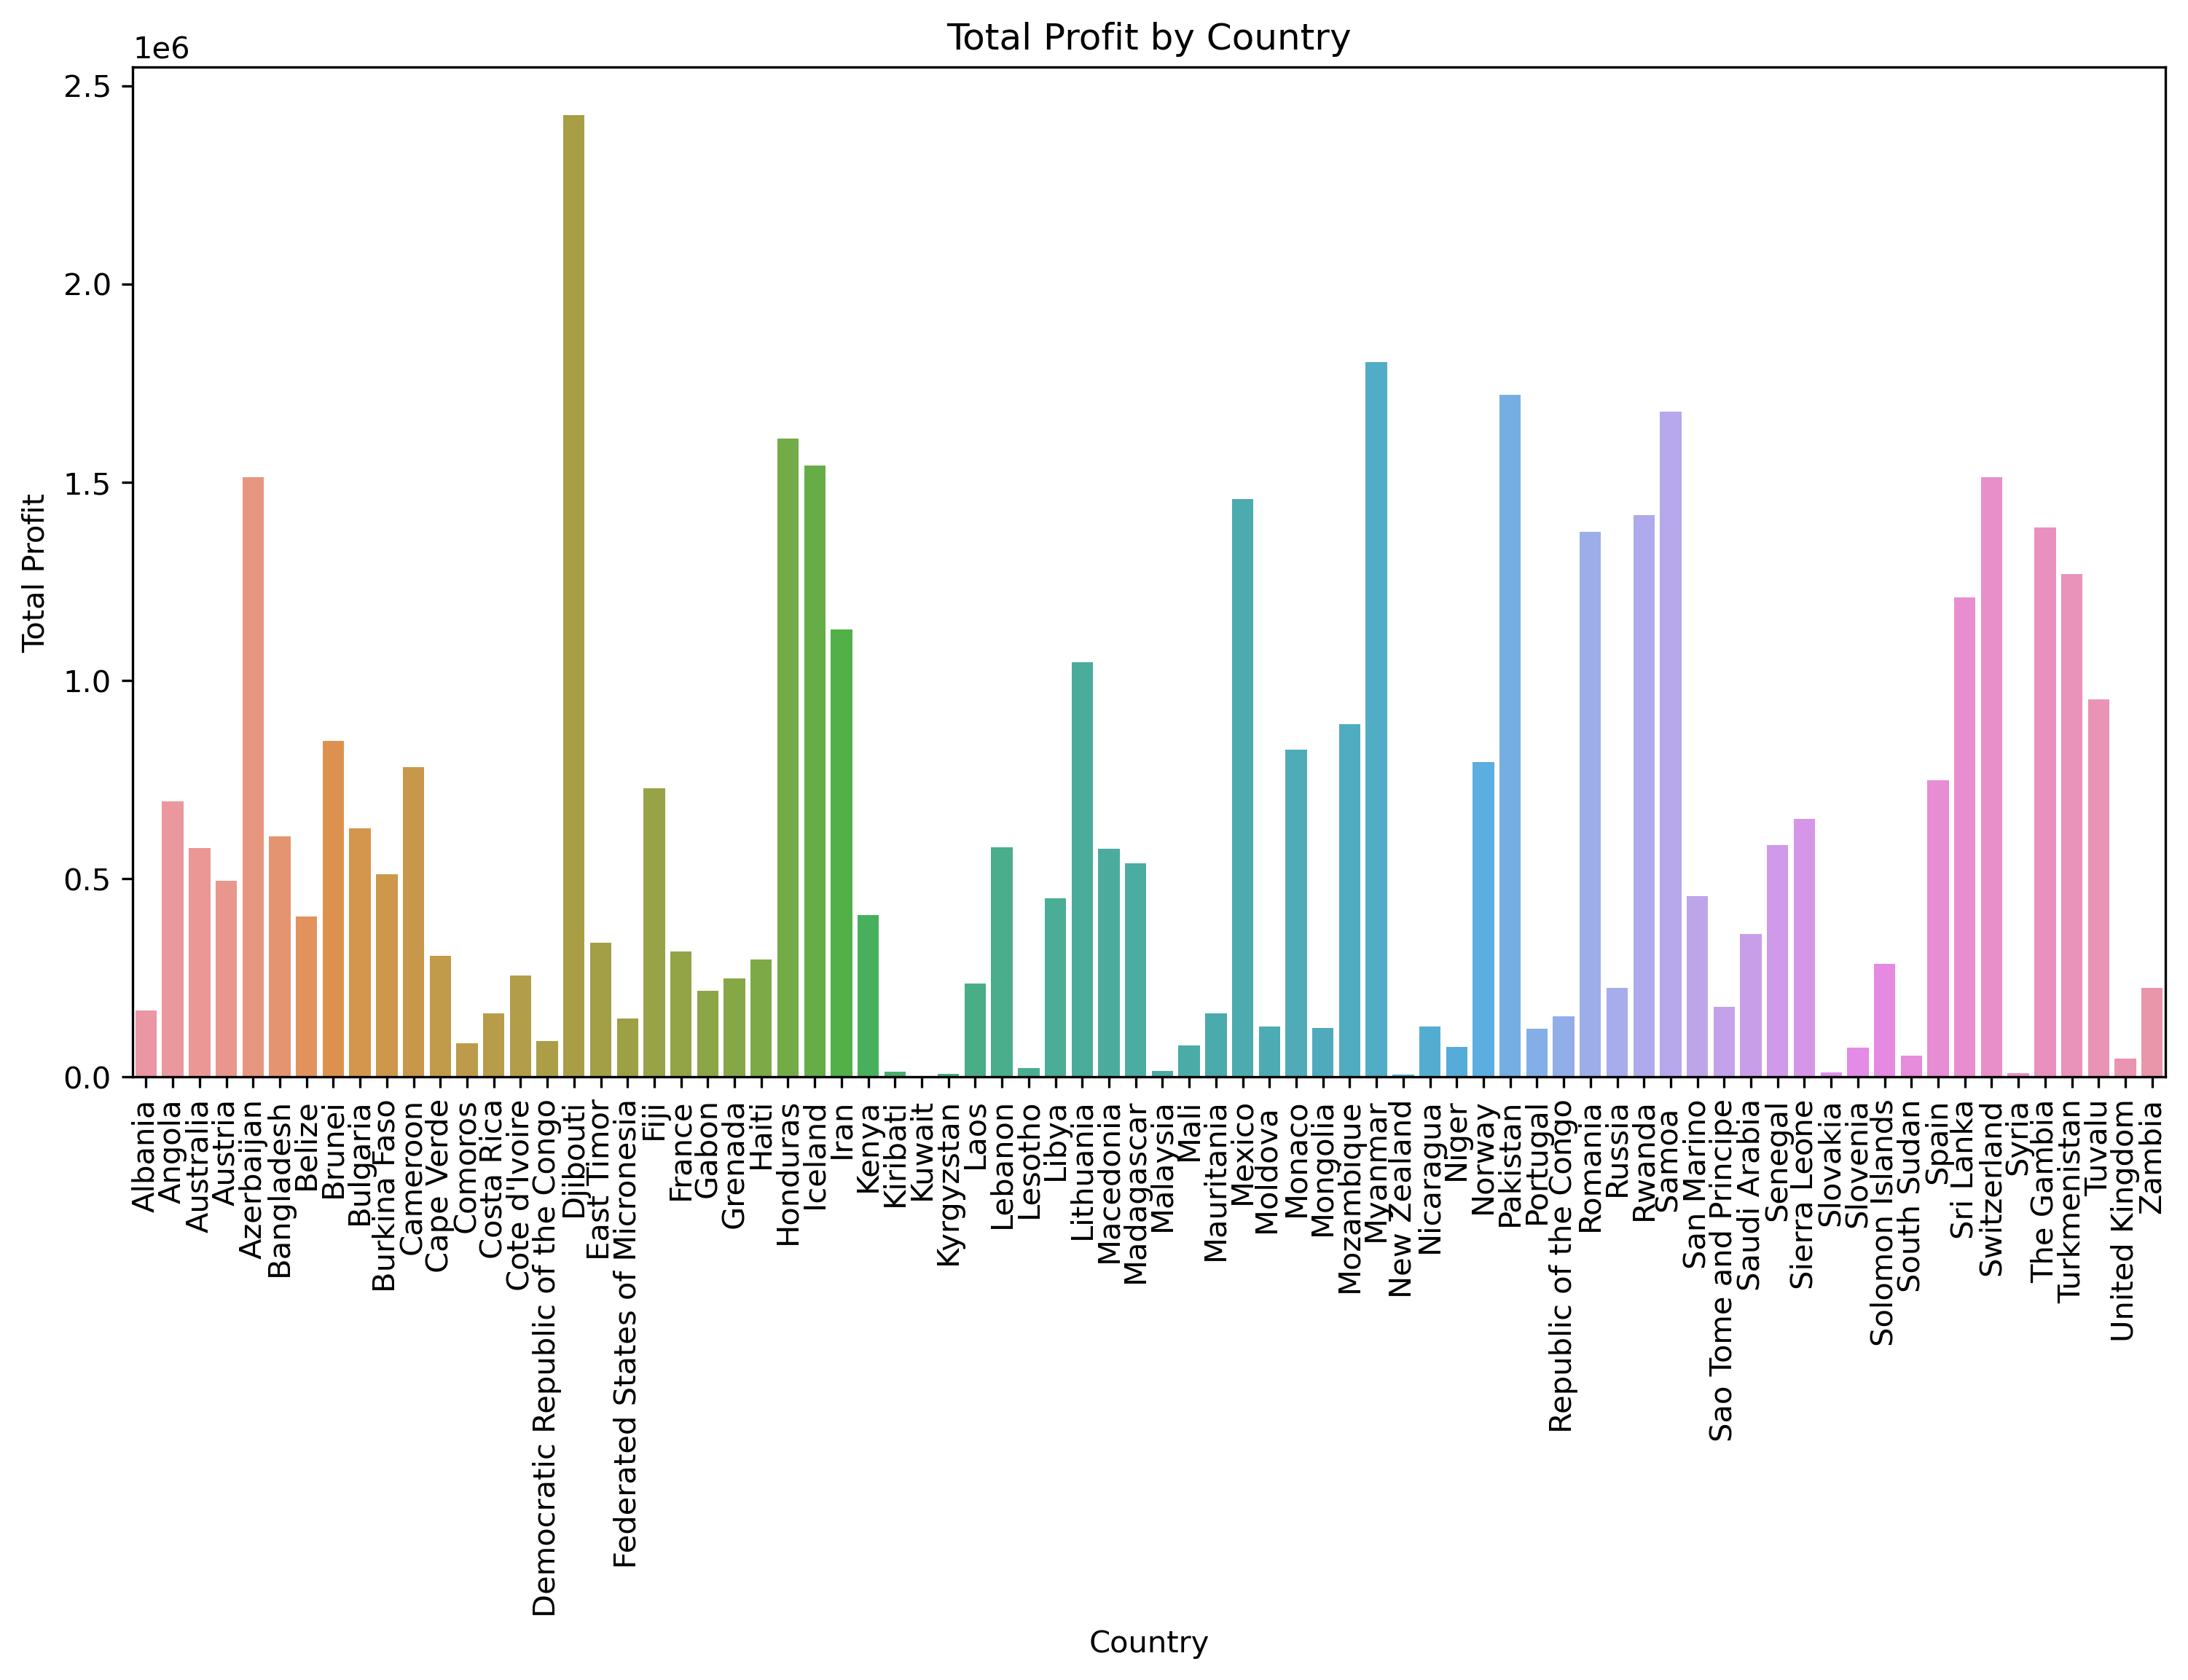 Total Profit by Country
1e6
2.5
2.0
1.5
1.0
0.5
0.0
Total Profit
Albania
Angola
Australia
Austria
Azerbaijan
Bangladesh
Belize
Brunei
Bulgaria
Burkina Faso
Cameroon
Cape Verde
Comoros
Costa Rica
Cote d'Ivoire
Democratic Republic of the Congo
Djibouti
East Timor
Federated States of Micronesia
Fiji
France
Gabon
Grenada
Haiti
Honduras
Iceland
Iran
Kenya
Kiribati
Kuwait
Kyrgyzstan
Laos
Lebanon
Lesotho
Libya
Lithuania
Macedonia
Madagascar
Malaysia
Mali
Mauritania
Mexico
Moldova
Monaco
Mongolia
Mozambique
Myanmar
New Zealand
Nicaragua
Niger
Norway
Pakistan
Portugal
Republic of the Congo
Romania
Russia
Rwanda
Samoa
San Marino
Sao Tome and Principe
Saudi Arabia
Senegal
Sierra Leone
Slovakia
Slovenia
Solomon Islands
South Sudan
Spain
Sri Lanka
Switzerland
Syria
The Gambia
Turkmenistan
Tuvalu
United Kingdom
Zambia
Country